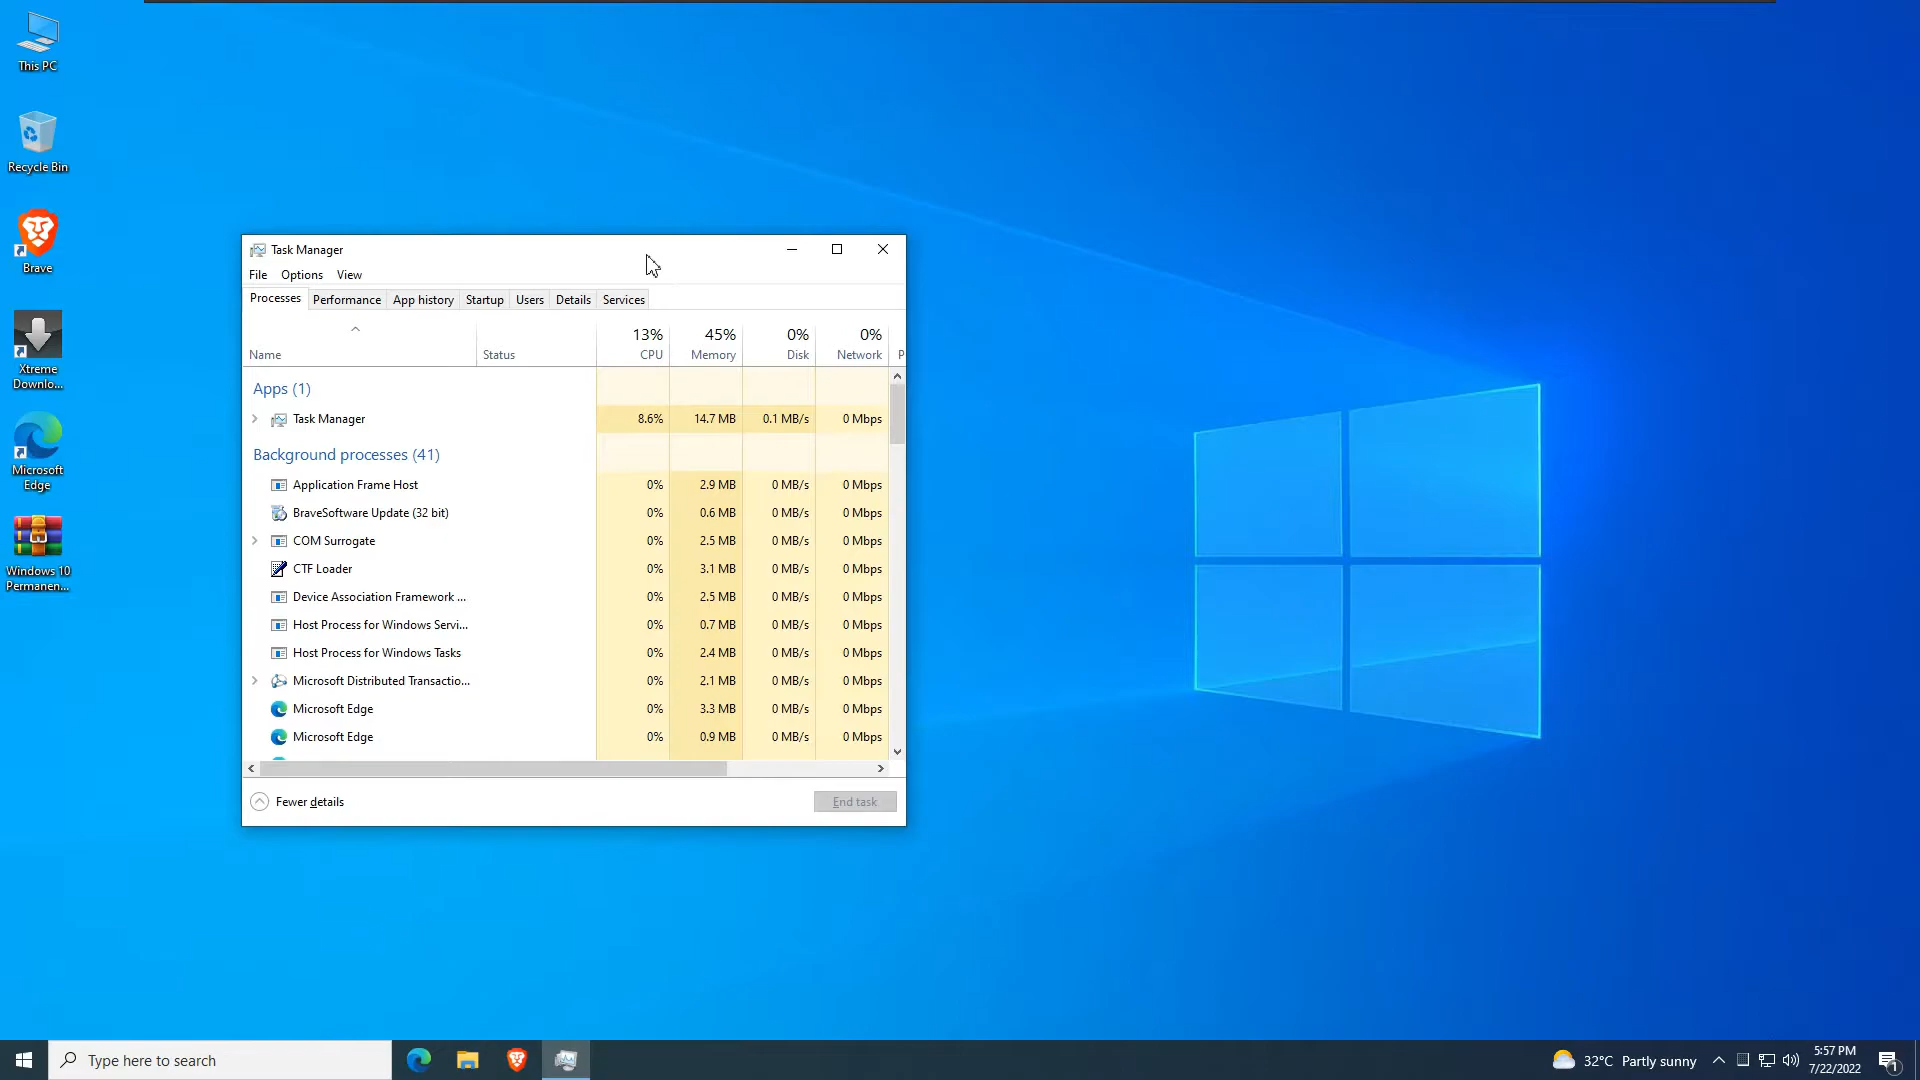 This PC
Recycle Bin
Brave
Xtreme
Downlo...
Microsoft
Edge
Windows 10
Permanen...
Task Manager
File Options View
Processes Performance App history Startup Users Details Services
13% 45% 0% 0%
Name Status CPU Memory Disk Network P
Apps (1)
Task Manager 8.6% 14.7 MB 0.1 MB/s 0 Mbps
Background processes (41)
Application Frame Host 0% 2.9 MB 0 MB/s 0 Mbps
BraveSoftware Update (32 bit) 0% 0.6 MB 0 MB/s 0 Mbps
COM Surrogate 0% 2.5 MB 0 MB/s 0 Mbps
CTF Loader 0% 3.1 MB 0 MB/s 0 Mbps
Device Association Framework ... 0% 2.5 MB 0 MB/s 0 Mbps
Host Process for Windows Servi... 0% 0.7 MB 0 MB/s 0 Mbps
Host Process for Windows Tasks 0% 2.4 MB 0 MB/s 0 Mbps
Microsoft Distributed Transactio... 0% 2.1 MB 0 MB/s 0 Mbps
Microsoft Edge 0% 3.3 MB 0 MB/s 0 Mbps
Microsoft Edge 0% 0.9 MB 0 MB/s 0 Mbps
Fewer details End task
Type here to search
32°C Partly sunny
5:57 PM
7/22/2022
1